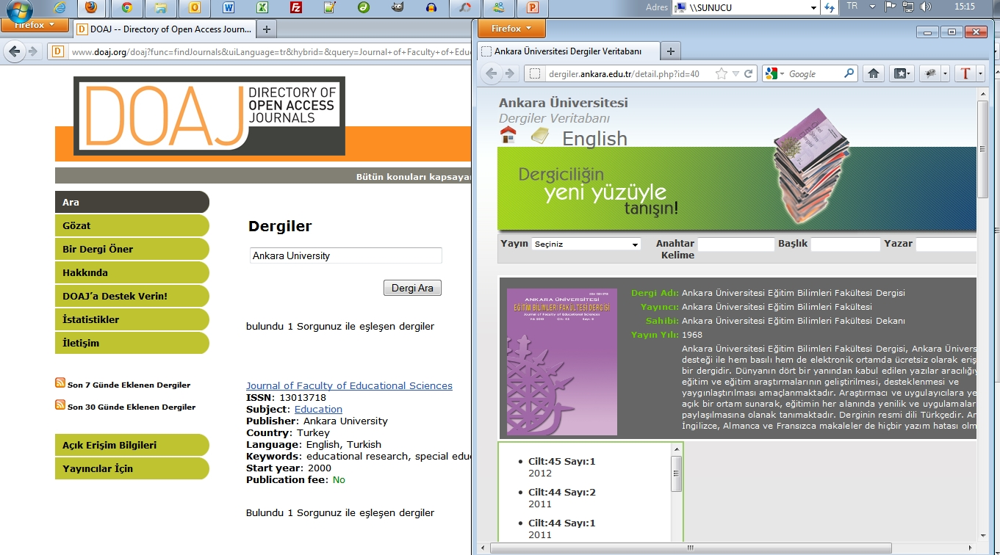 Adres \\SUNUCU TR 15:15
Firefox
DOAJ -- Directory of Open Access Journ...
www.doaj.org/doaj?func=findJournals&uiLanguage=tr&hybrid=&query=Journal+of+Faculty+of+Edu
DOAJ
DIRECTORY OF
OPEN ACCESS
JOURNALS
Bütün konuları kapsayan
Ara
Gözat
Bir Dergi Öner
Hakkında
DOAJ'a Destek Verin!
İstatistikler
İletişim
Son 7 Günde Eklenen Dergiler
Son 30 Günde Eklenen Dergiler
Açık Erişim Bilgileri
Yayıncılar İçin
Dergiler
Ankara University
Dergi Ara
bulundu 1 Sorgunuz ile eşleşen dergiler
Journal of Faculty of Educational Sciences
ISSN: 13013718
Subject: Education
Publisher: Ankara University
Country: Turkey
Language: English, Turkish
Keywords: educational research, special edu
Start year: 2000
Publication fee: No
Bulundu 1 Sorgunuz ile eşleşen dergiler
Firefox
Ankara Üniversitesi Dergiler Veritabanı
dergiler.ankara.edu.tr/detail.php?id=40
Google
Ankara Üniversitesi
Dergiler Veritabanı
English
Dergiciliğin
yeni yüzüyle
tanışın!
Yayın Seçiniz Anahtar Kelime Başlık Yazar
ANKARA ÜNİVERSİTESİ
EĞİTİM BİLİMLERİ FAKÜLTESİ DERGİSİ
Journal of Faculty of Educational Sciences
Dergi Adı: Ankara Üniversitesi Eğitim Bilimleri Fakültesi Dergisi
Yayıncı: Ankara Üniversitesi Eğitim Bilimleri Fakültesi
Sahibi: Ankara Üniversitesi Eğitim Bilimleri Fakültesi Dekanı
Yayın Yılı: 1968
Ankara Üniversitesi Eğitim Bilimleri Fakültesi Dergisi, Ankara Univers
desteği ile hem basılı hem de elektronik ortamda ücretsiz olarak eriş
bir dergidir. Dünyanın dört bir yanından kabul edilen yazılar aracılığıy
eğitim ve eğitim araştırmalarının geliştirilmesi, desteklenmesi ve
yaygınlaştırılması amaçlanmaktadır. Araştırmacı ve uygulayıcılara ye
açık bir ortam sunarak, eğitimin her alanında yenilik ve uygulamalar
paylaşılmasına olanak tanımaktadır. Derginin resmi dili Türkçedir. An
İngilizce, Almanca ve Fransızca makaleler de hiçbir yazım hatası olm
Cilt:45 Sayı:1
2012
Cilt:44 Sayı:2
2011
Cilt:44 Sayı:1
2011